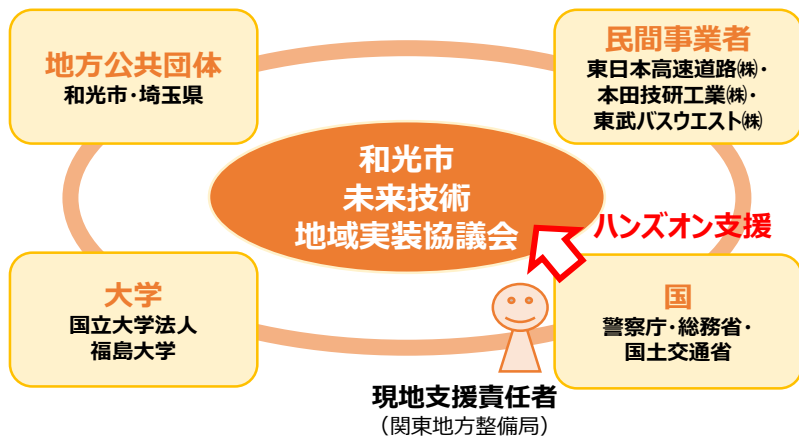 地方公共団体
和光市・埼玉県
民間事業者
東日本高速道路㈱・
本田技研工業㈱・
東武バスウエスト㈱
和光市
未来技術
地域実装協議会
ハンズオン支援
大学
国立大学法人
福島大学
国
警察庁・総務省・
国土交通省
現地支援責任者
（関東地方整備局）